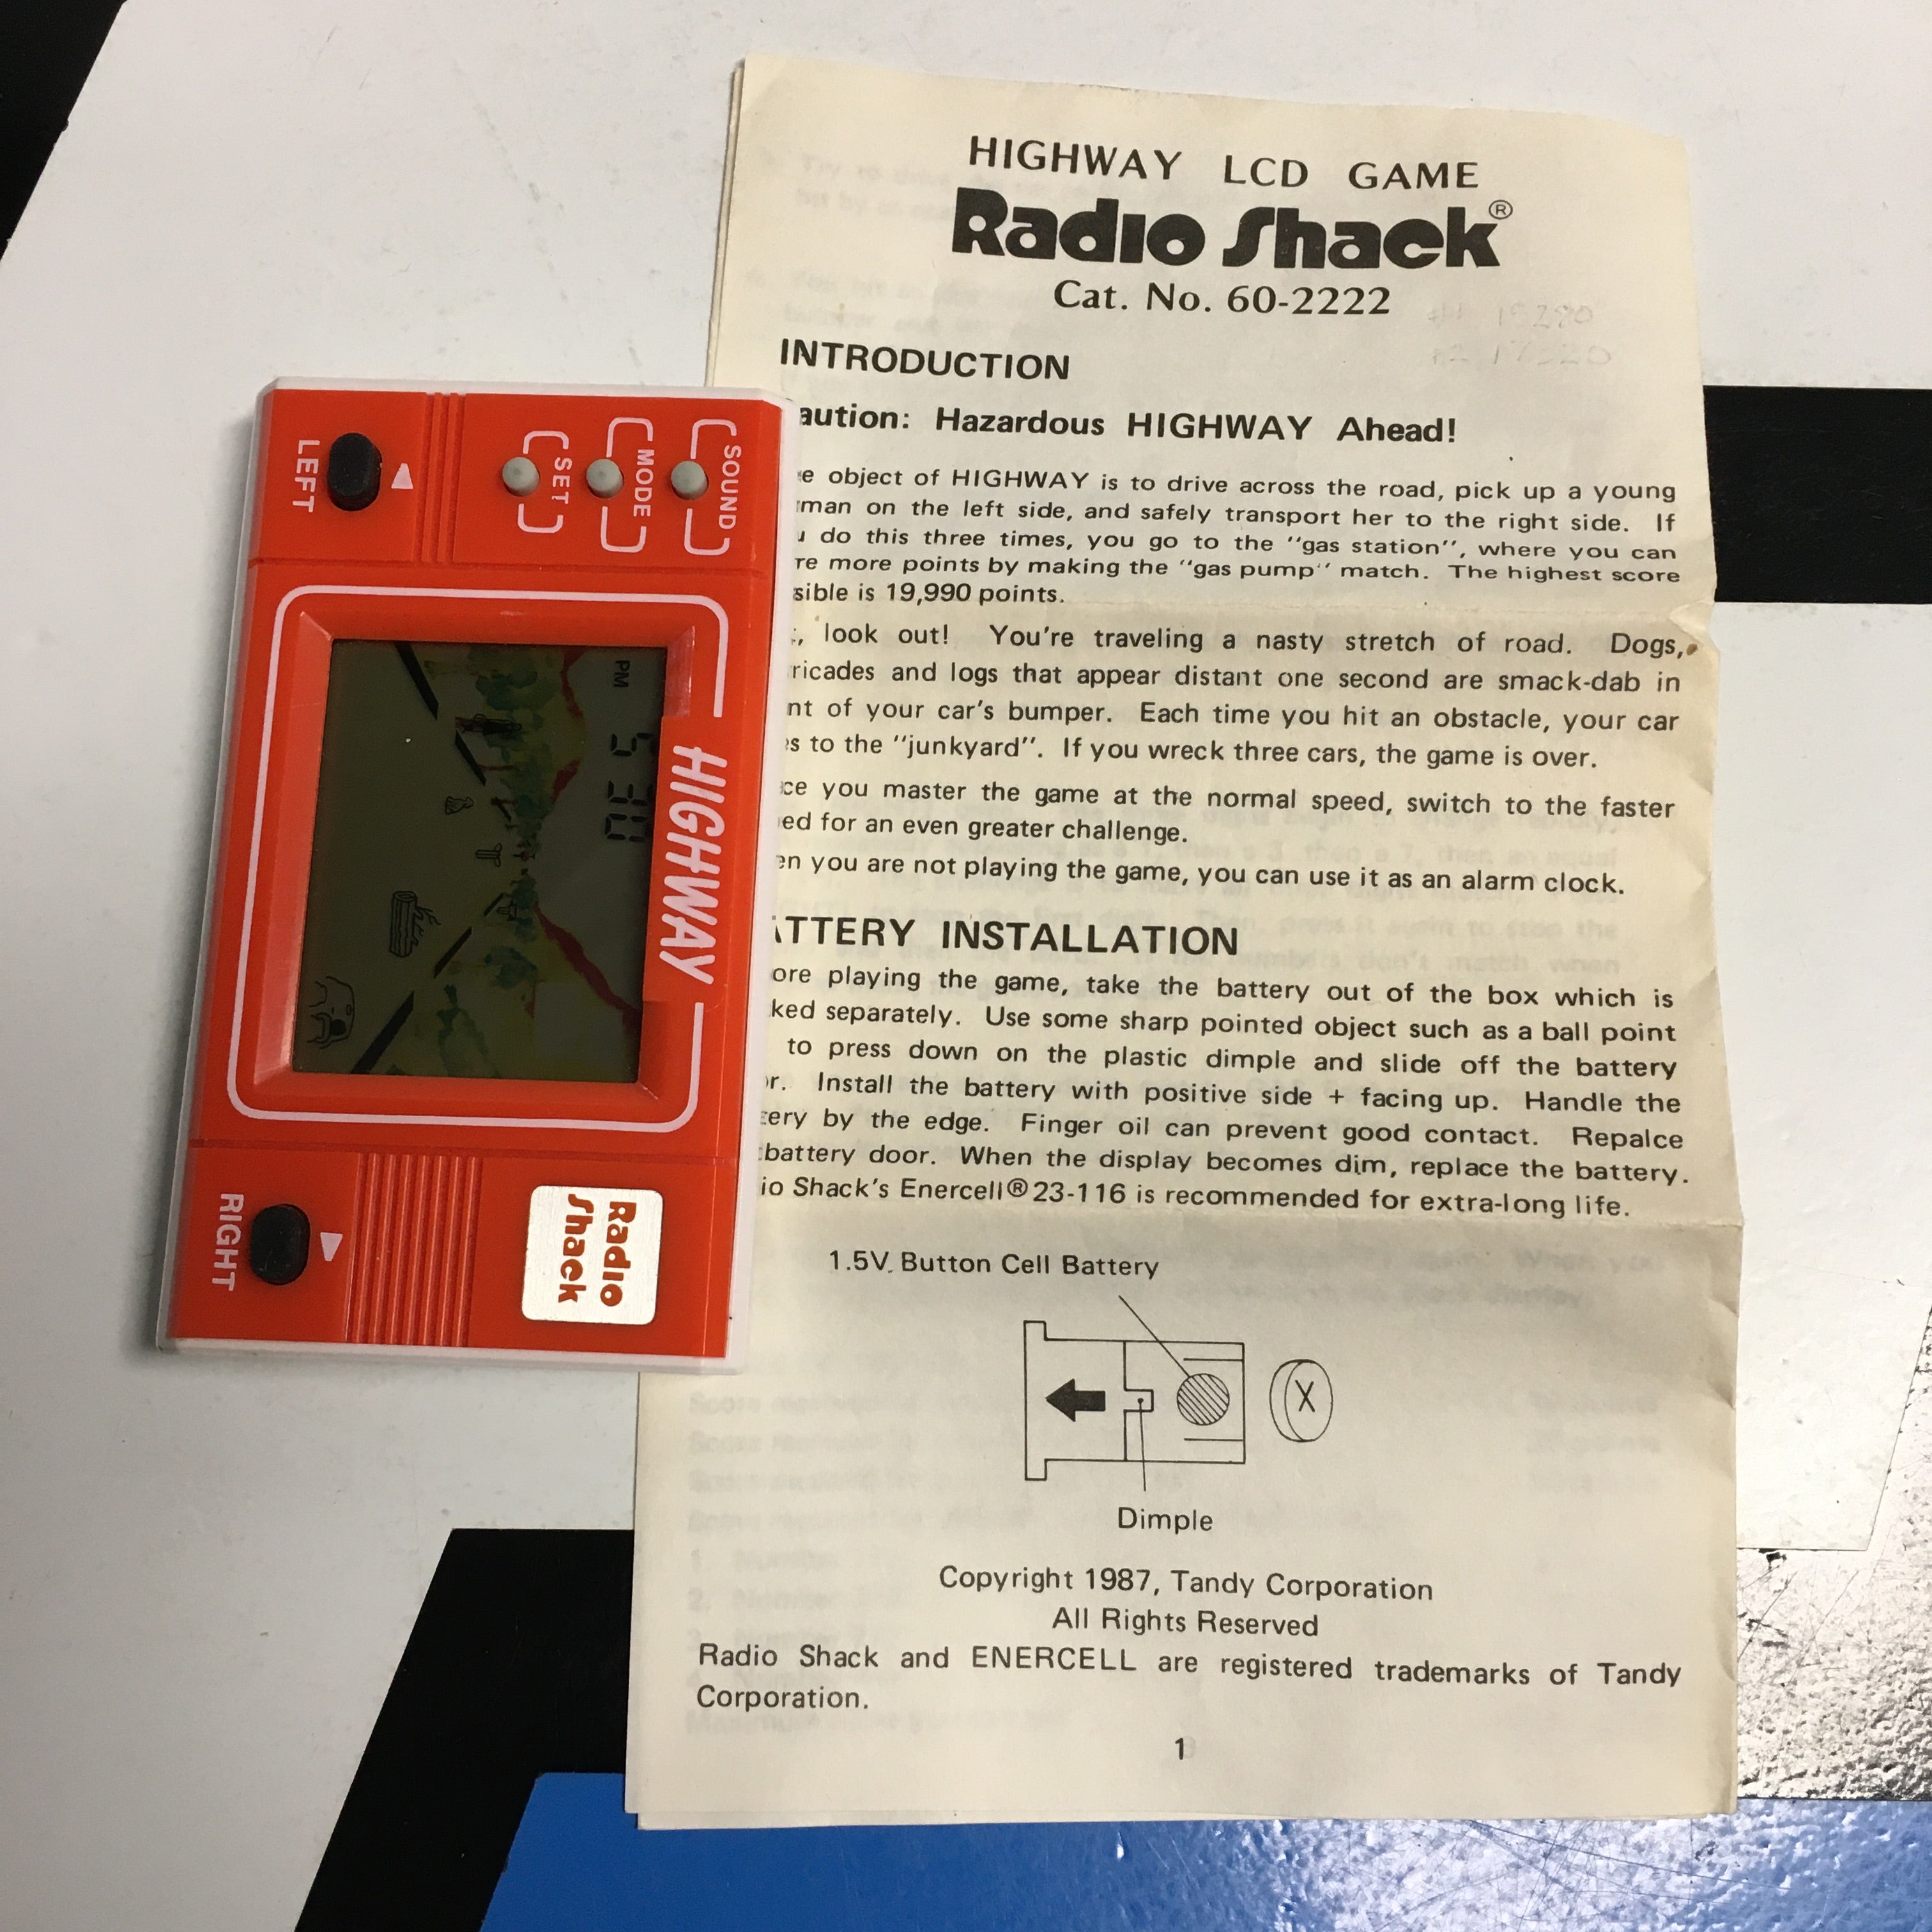 HIGHWAY LCD GAME
Radio Shack®
Cat. No. 60-2222
INTRODUCTION
aution: Hazardous HIGHWAY Ahead!
e object of HIGHWAY is to drive across the road, pick up a young
man on the left side, and safely transport her to the right side. If
do this three times, you go to the "gas station", where you can
re more points by making the "gas pump" match. The highest score
sible is 19,990 points.
, look out! You're traveling a nasty stretch of road. Dogs,
ricades and logs that appear distant one second are smack-dab in
nt of your car's bumper. Each time you hit an obstacle, your car
s to the "junkyard". If you wreck three cars, the game is over.
ce you master the game at the normal speed, switch to the faster
ed for an even greater challenge.
en you are not playing the game, you can use it as an alarm clock.
TTERY INSTALLATION
ore playing the game, take the battery out of the box which is
ked separately. Use some sharp pointed object such as a ball point
to press down on the plastic dimple and slide off the battery
r. Install the battery with positive side + facing up. Handle the
ery by the edge. Finger oil can prevent good contact. Repalce
battery door. When the display becomes dim, replace the battery.
io Shack's Enercell® 23-116 is recommended for extra-long life.
1.5V. Button Cell Battery
Dimple
Copyright 1987, Tandy Corporation
All Rights Reserved
Radio Shack and ENERCELL are registered trademarks of Tandy
Corporation.
1
SOUND
MODE
SET
LEFT
HIGHWAY
PM 5 30
Radio
Shack
RIGHT